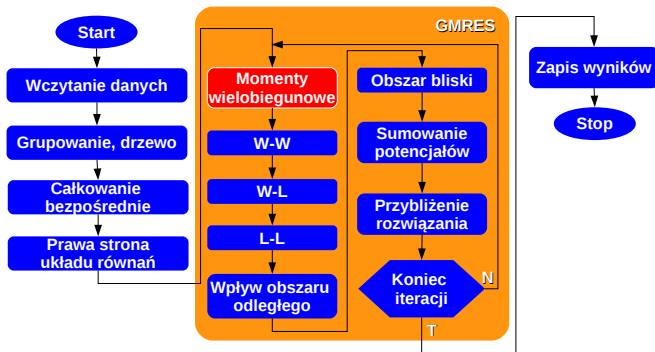 Start
Wczytanie danych
Grupowanie, drzewo
Całkowanie
bezpośrednie
Prawa strona
układu równań
GMRES
Momenty
wielobiegunowe
W-W
W-L
L-L
Wpływ obszaru
odległego
Obszar bliski
Sumowanie
potencjałów
Przybliżenie
rozwiązania
Koniec
iteracji
N
T
Zapis wyników
Stop